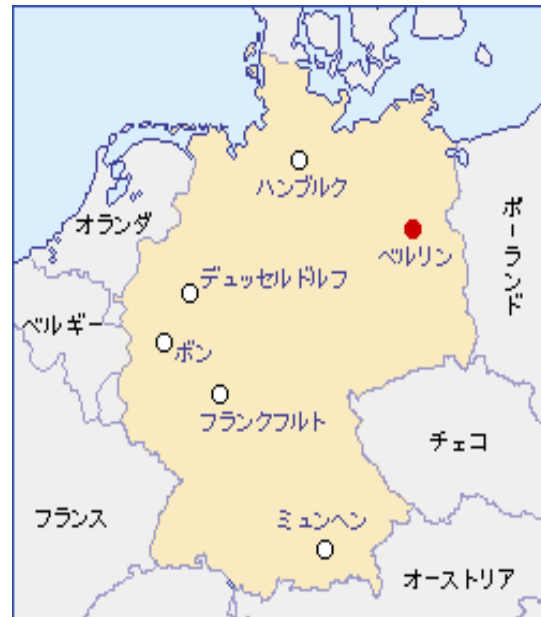 ハンブルク
オランダ
ポーランド
ベルリン
デュッセルドルフ
ベルギー
ボン
フランクフルト
チェコ
フランス
ミュンヘン
オーストリア